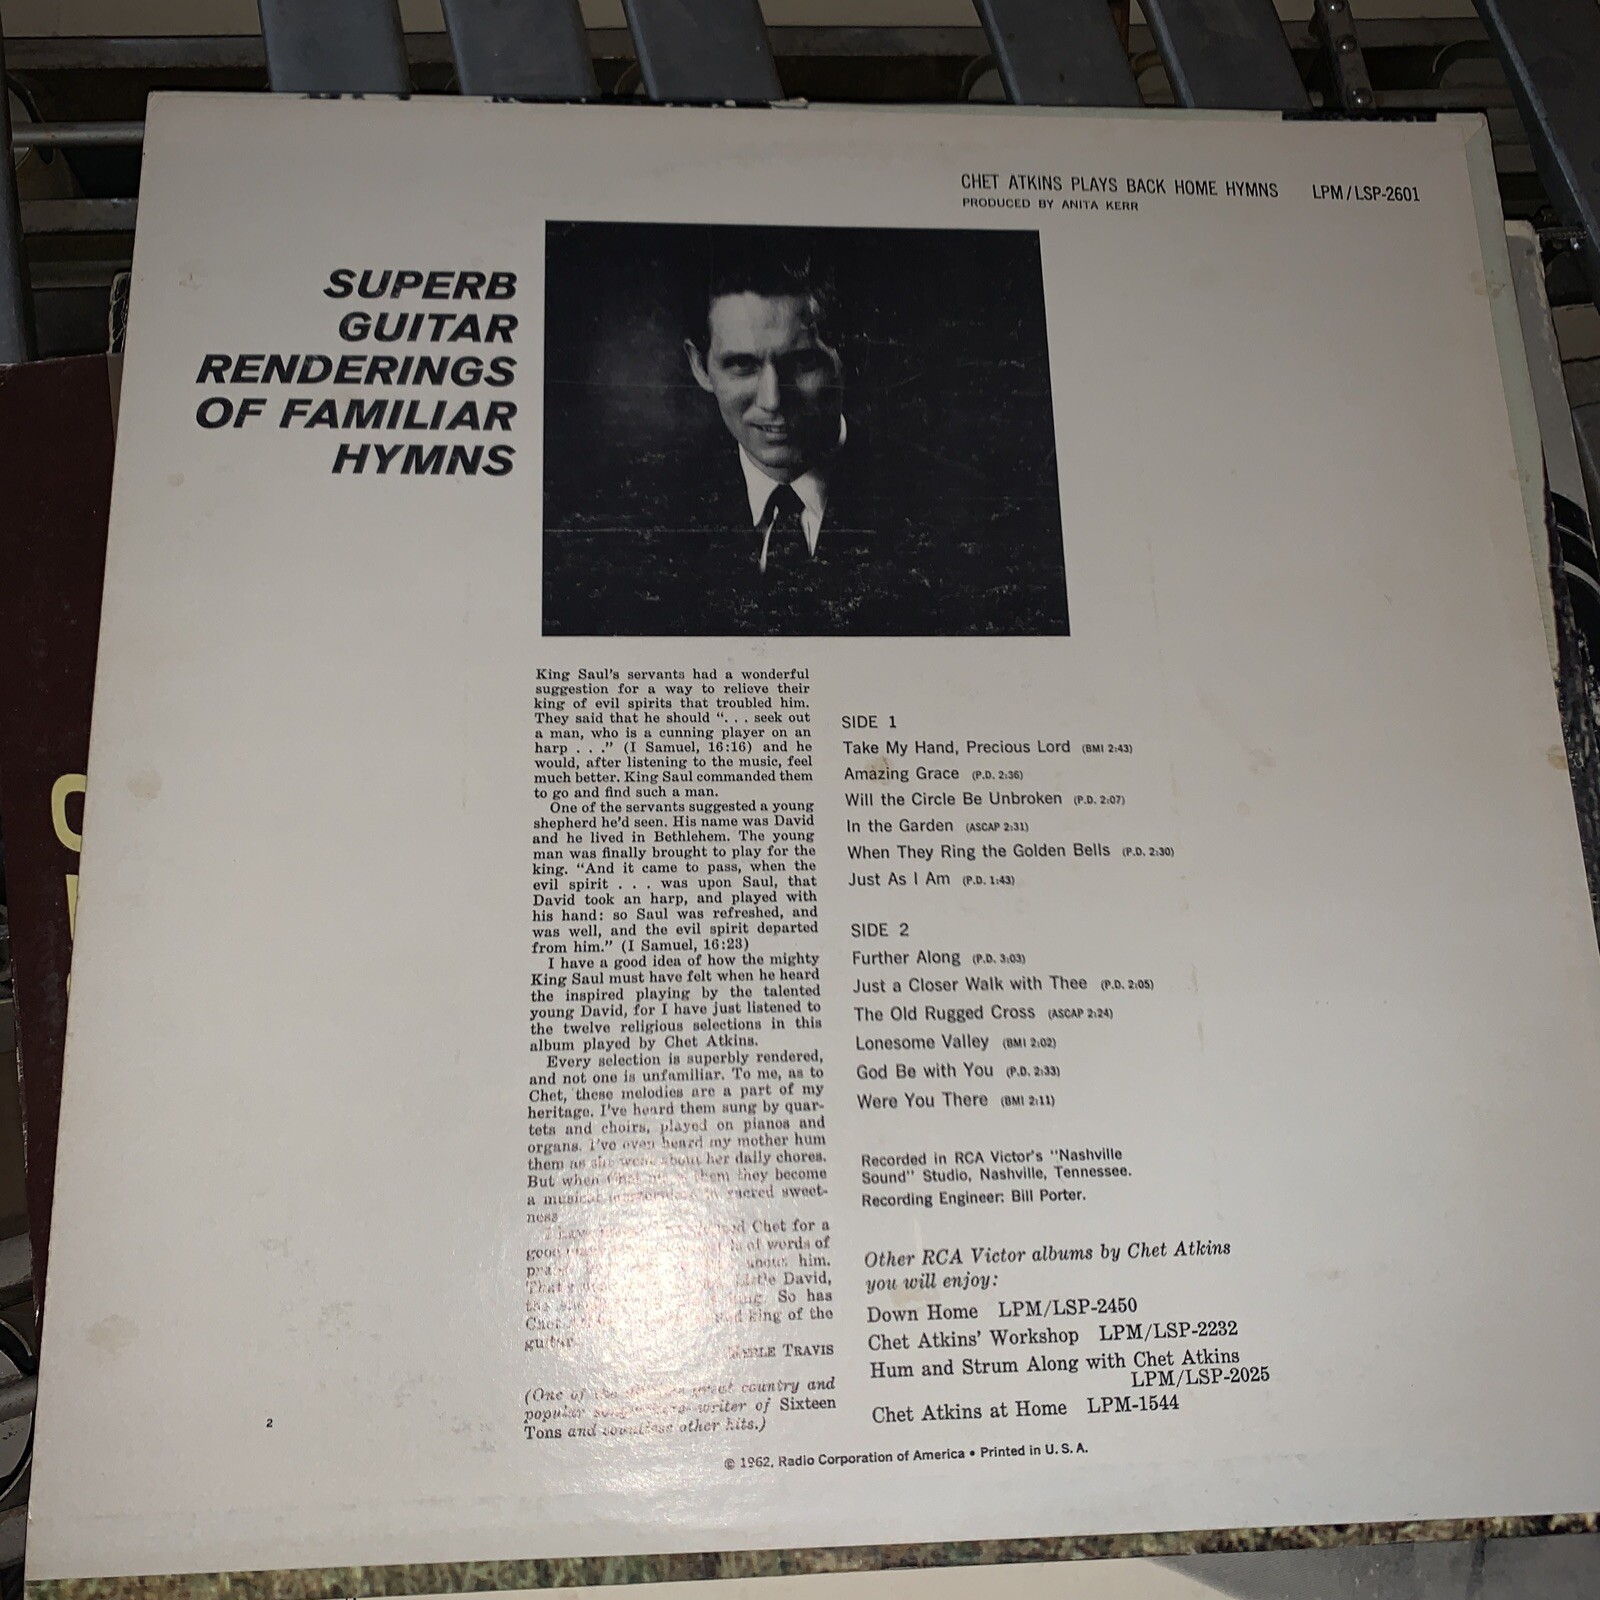 CHET ATKINS PLAYS BACK HOME HYMNS LPM/LSP-2601
PRODUCED BY ANITA KERR
SUPERB
GUITAR
RENDERINGS
OF FAMILIAR
HYMNS
King Saul's servants had a wonderful
suggestion for a way to relieve their
king of evil spirits that troubled him.
They said that he should ". . . seek out
a man, who is a cunning player on an
harp . . ." (I Samuel, 16:16) and he
would, after listening to the music, feel
much better. King Saul commanded them
to go and find such a man.
One of the servants suggested a young
shepherd he'd seen. His name was David
and he lived in Bethlehem. The young
man was finally brought to play for the
king. "And it came to pass, when the
evil spirit . . . was upon Saul, that
David took an harp, and played with
his hand: so Saul was refreshed, and
was well, and the evil spirit departed
from him." (I Samuel, 16:23)
I have a good idea of how the mighty
King Saul must have felt when he heard
the inspired playing by the talented
young David, for I have just listened to
the twelve religious selections in this
album played by Chet Atkins.
Every selection is superbly rendered,
and not one is unfamiliar. To me, as to
Chet, these melodies are a part of my
heritage. I've heard them sung by quar-
tets and choirs, played on pianos and
organs. I've even heard my mother hum
them as she went about her daily chores.
But when them they become
a musical sacred sweet-
ness
Chet for a
good of words of
about him.
That's David,
the So has
Chet king of the
guitar.
MERLE TRAVIS
(One of the great country and
popular writer of Sixteen
Tons and countless other hits.)
SIDE 1
Take My Hand, Precious Lord (BMI 2:43)
Amazing Grace (P.D. 2:36)
Will the Circle Be Unbroken (P.D. 2:07)
In the Garden (ASCAP 2:31)
When They Ring the Golden Bells (P.D. 2:30)
Just As I Am (P.D. 1:43)
SIDE 2
Further Along (P.D. 3:03)
Just a Closer Walk with Thee (P.D. 2:05)
The Old Rugged Cross (ASCAP 2:24)
Lonesome Valley (BMI 2:02)
God Be with You (P.D. 2:33)
Were You There (BMI 2:11)
Recorded in RCA Victor's "Nashville
Sound" Studio, Nashville, Tennessee.
Recording Engineer: Bill Porter.
Other RCA Victor albums by Chet Atkins
you will enjoy:
Down Home LPM/LSP-2450
Chet Atkins' Workshop LPM/LSP-2232
Hum and Strum Along with Chet Atkins
LPM/LSP-2025
Chet Atkins at Home LPM-1544
2
© 1962, Radio Corporation of America • Printed in U. S. A.